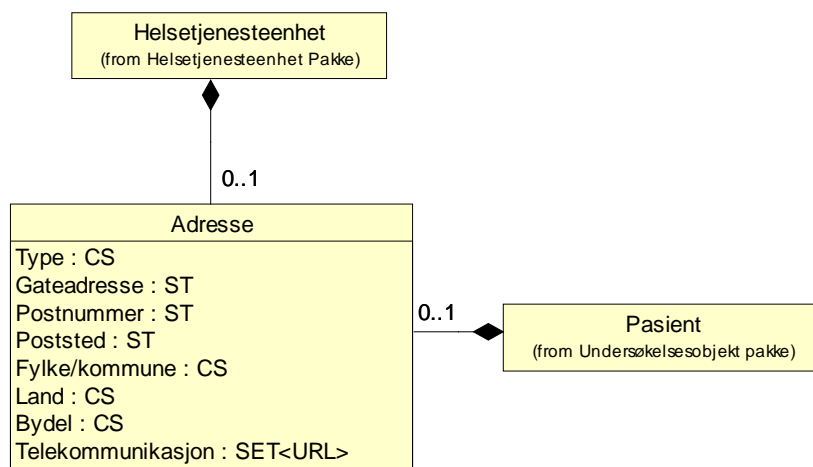 Helsetjenesteenhet
(from Helsetjenesteenhet Pakke)
0..1
Adresse
Type : CS
Gateadresse : ST
Postnummer : ST
Poststed : ST
Fylke/kommune : CS
Land : CS
Bydel : CS
Telekommunikasjon : SET<URL>
0..1
Pasient
(from Undersøkelsesobjekt pakke)